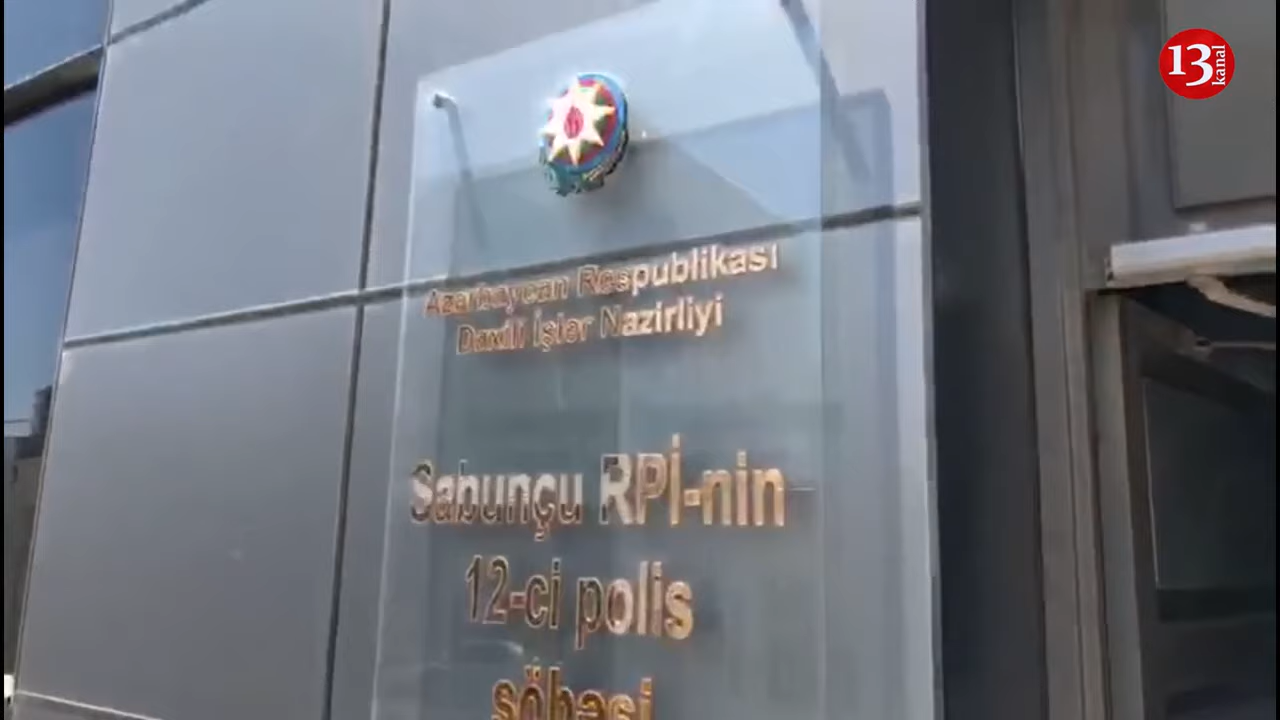 13
kanal
Azərbaycan Respublikası
Daxili İşlər Nazirliyi
Sabunçu RPİ-nin
12-ci polis
şöbəsi